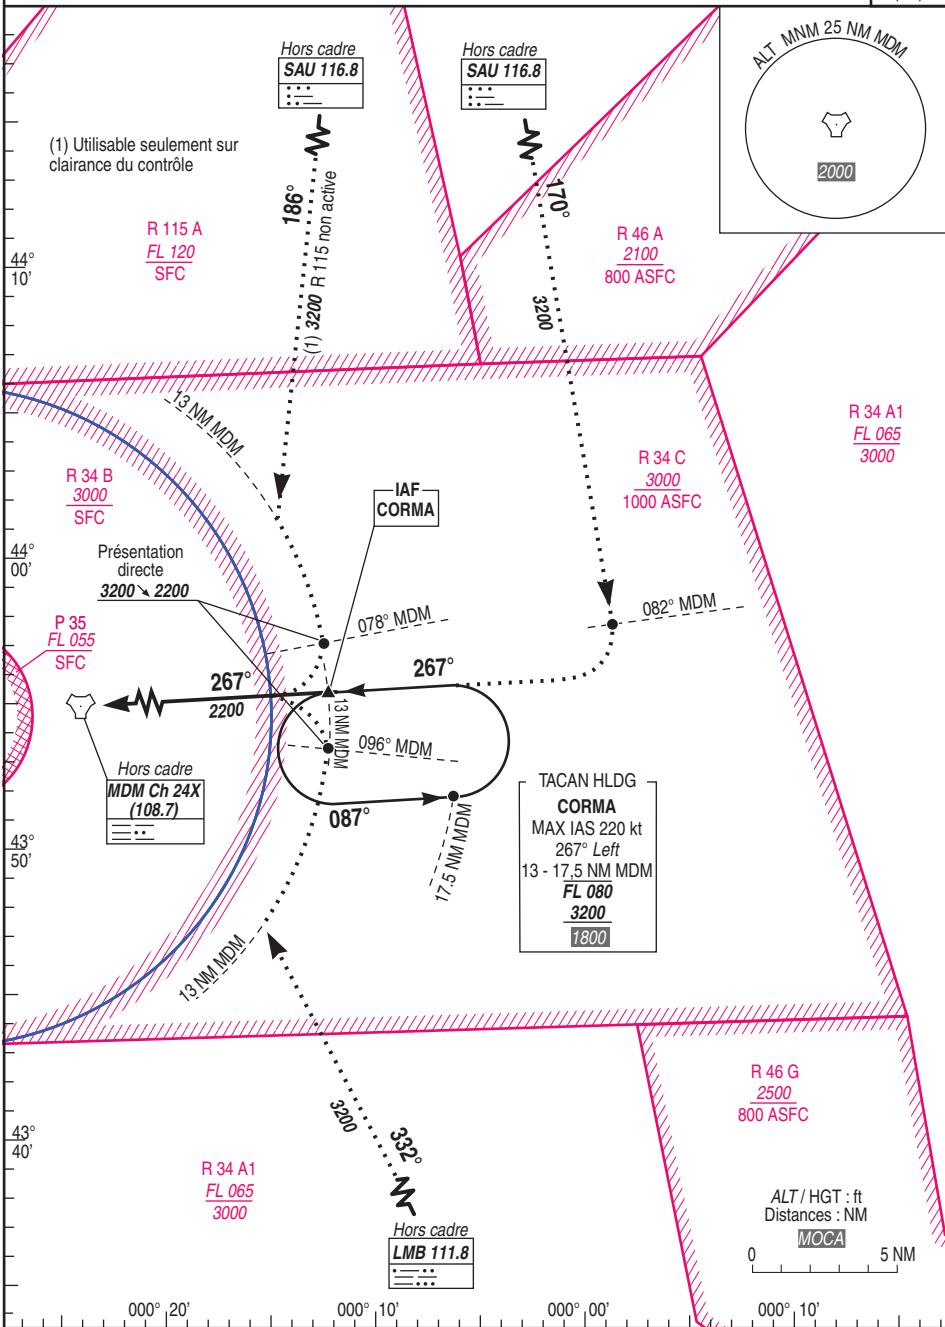 Hors cadre
SAU 116.8
Hors cadre
SAU 116.8
ALT MNM 25 NM MDM
2000
(1) Utilisable seulement sur
clairance du contrôle
186°
(1) 3200 R 115 non active
170°
3200
R 115 A
FL 120
SFC
R 46 A
2100
800 ASFC
44°
10'
13 NM MDM
R 34 A1
FL 065
3000
R 34 B
3000
SFC
R 34 C
3000
1000 ASFC
IAF
CORMA
44°
00'
Présentation
directe
3200 ↘ 2200
078° MDM
082° MDM
P 35
FL 055
SFC
267°
2200
267°
13 NM MDM
096° MDM
Hors cadre
MDM Ch 24X
(108.7)
087°
17.5 NM MDM
TACAN HLDG
CORMA
MAX IAS 220 kt
267° Left
13 - 17,5 NM MDM
FL 080
3200
1800
43°
50'
13 NM MDM
R 46 G
2500
800 ASFC
43°
40'
3200
332°
R 34 A1
FL 065
3000
Hors cadre
LMB 111.8
ALT / HGT : ft
Distances : NM
MOCA
0 5 NM
000° 20' 000° 10' 000° 00' 000° 10'